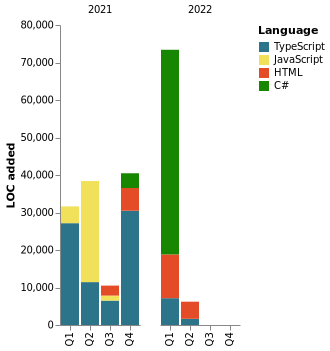 2021
2022
Language
TypeScript
JavaScript
HTML
C#
LOC added
80,000
70,000
60,000
50,000
40,000
30,000
20,000
10,000
0
Q1
Q2
Q3
Q4
Q1
Q2
Q3
Q4